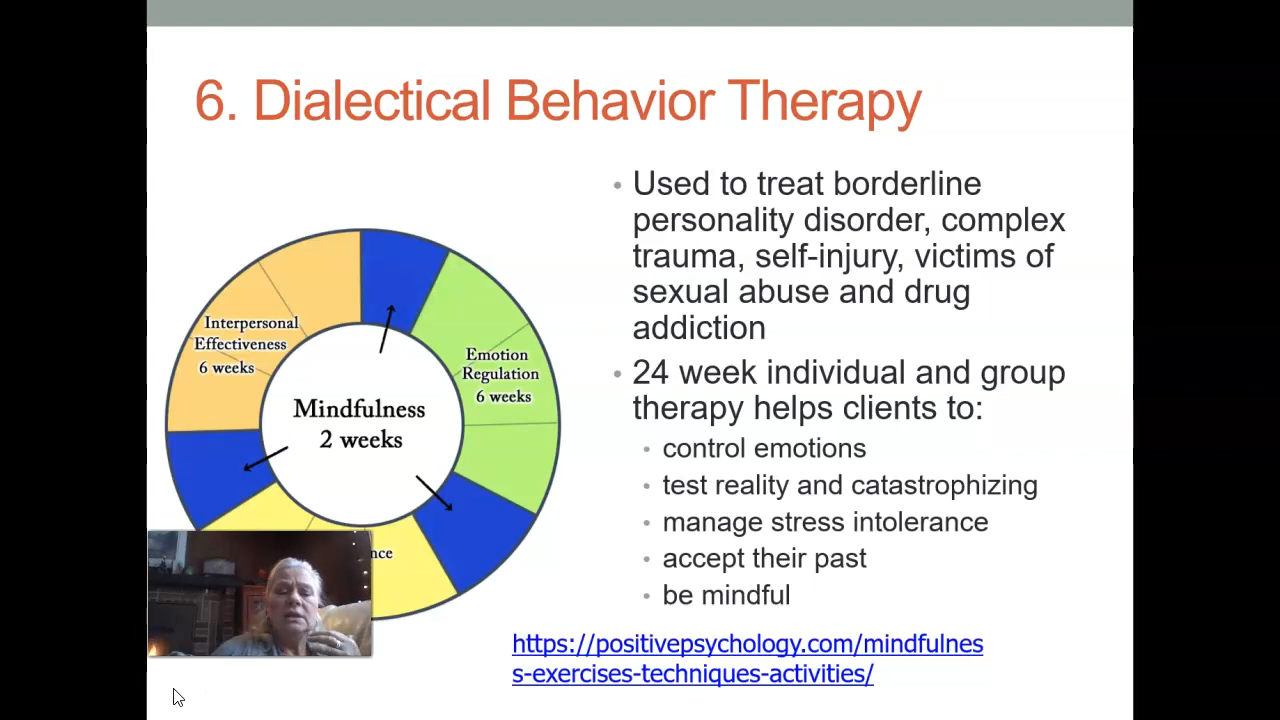 6. Dialectical Behavior Therapy
Interpersonal
Effectiveness
6 weeks
Emotion
Regulation
6 weeks
Mindfulness
2 weeks
• Used to treat borderline
personality disorder, complex
trauma, self-injury, victims of
sexual abuse and drug
addiction
• 24 week individual and group
therapy helps clients to:
• control emotions
• test reality and catastrophizing
• manage stress intolerance
• accept their past
• be mindful
https://positivepsychology.com/mindfulnes
s-exercises-techniques-activities/